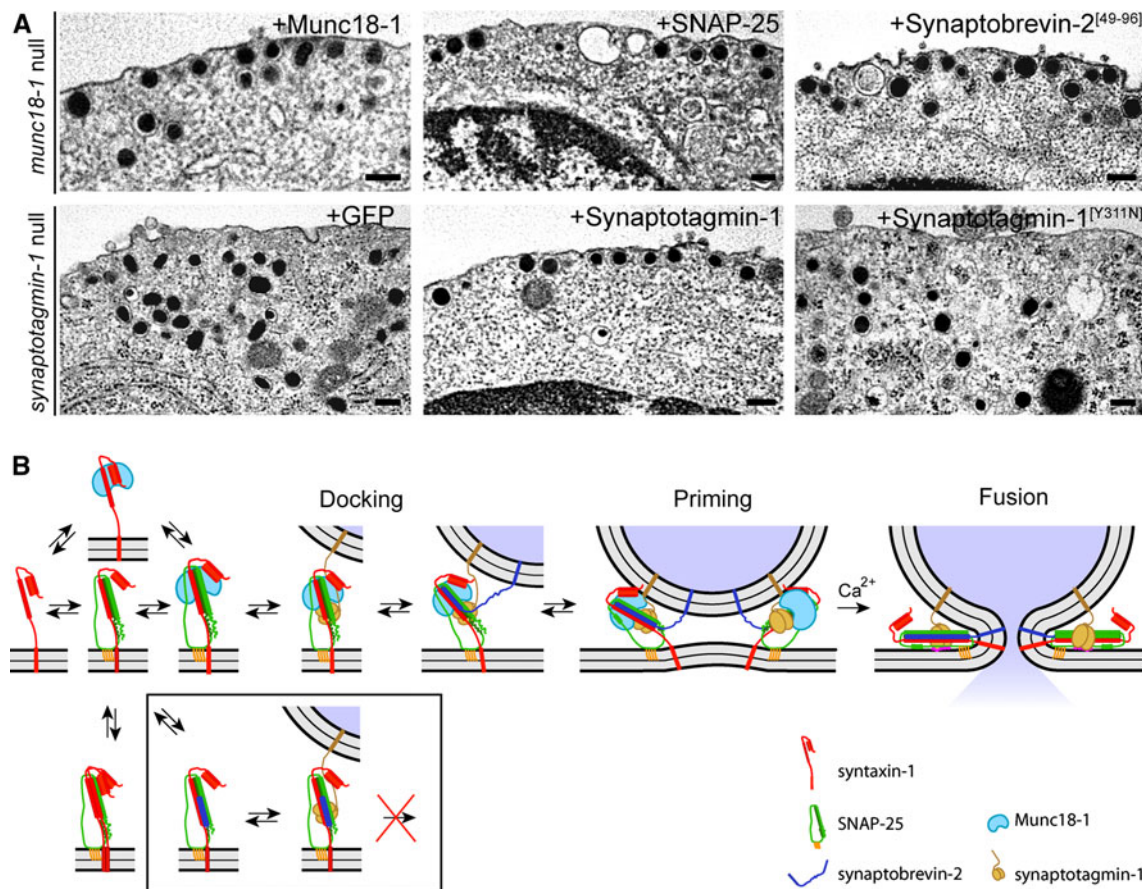 A
munc18-1 null
+Munc18-1
+SNAP-25
+Synaptobrevin-2[49-96]
synaptotagmin-1 null
+GFP
+Synaptotagmin-1
+Synaptotagmin-1[Y311N]
B
Docking
Priming
Fusion
Ca2+
syntaxin-1
SNAP-25
Munc18-1
synaptobrevin-2
synaptotagmin-1